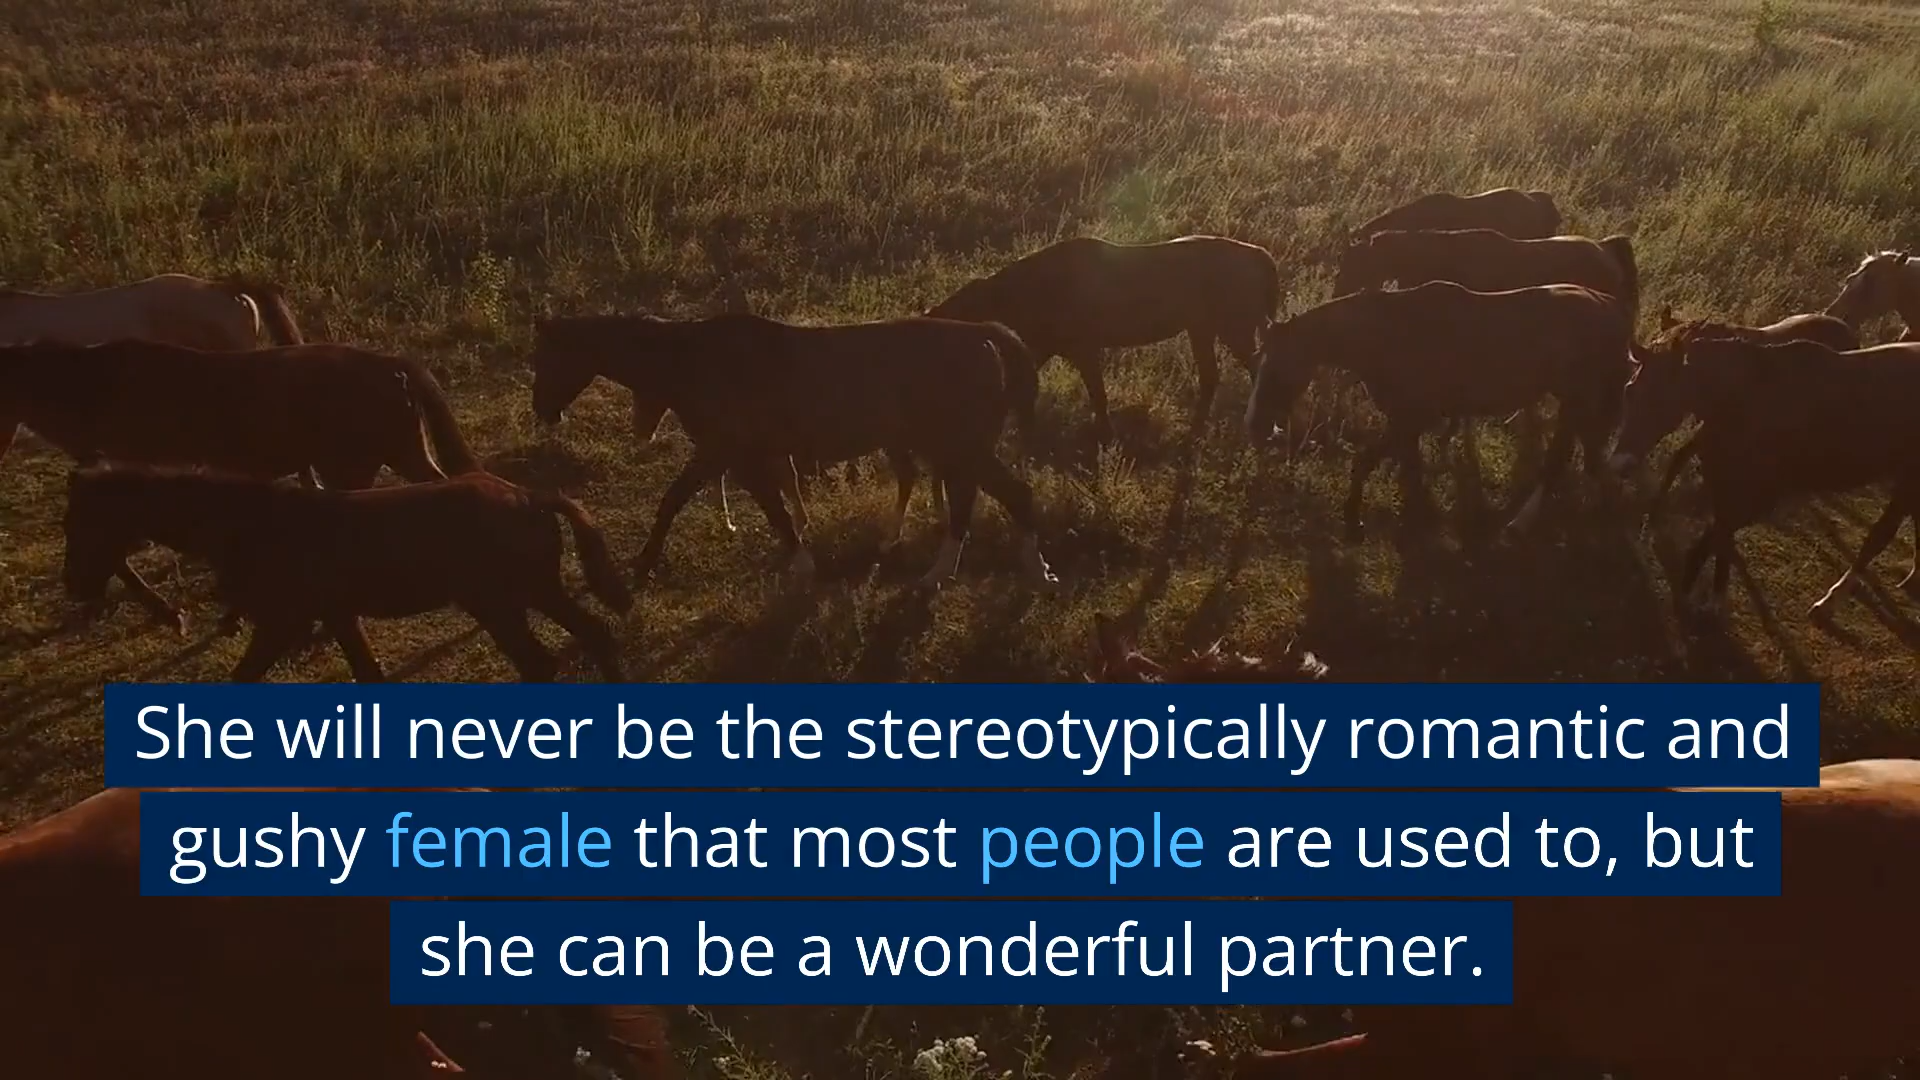 She will never be the stereotypically romantic and
gushy female that most people are used to, but
she can be a wonderful partner.